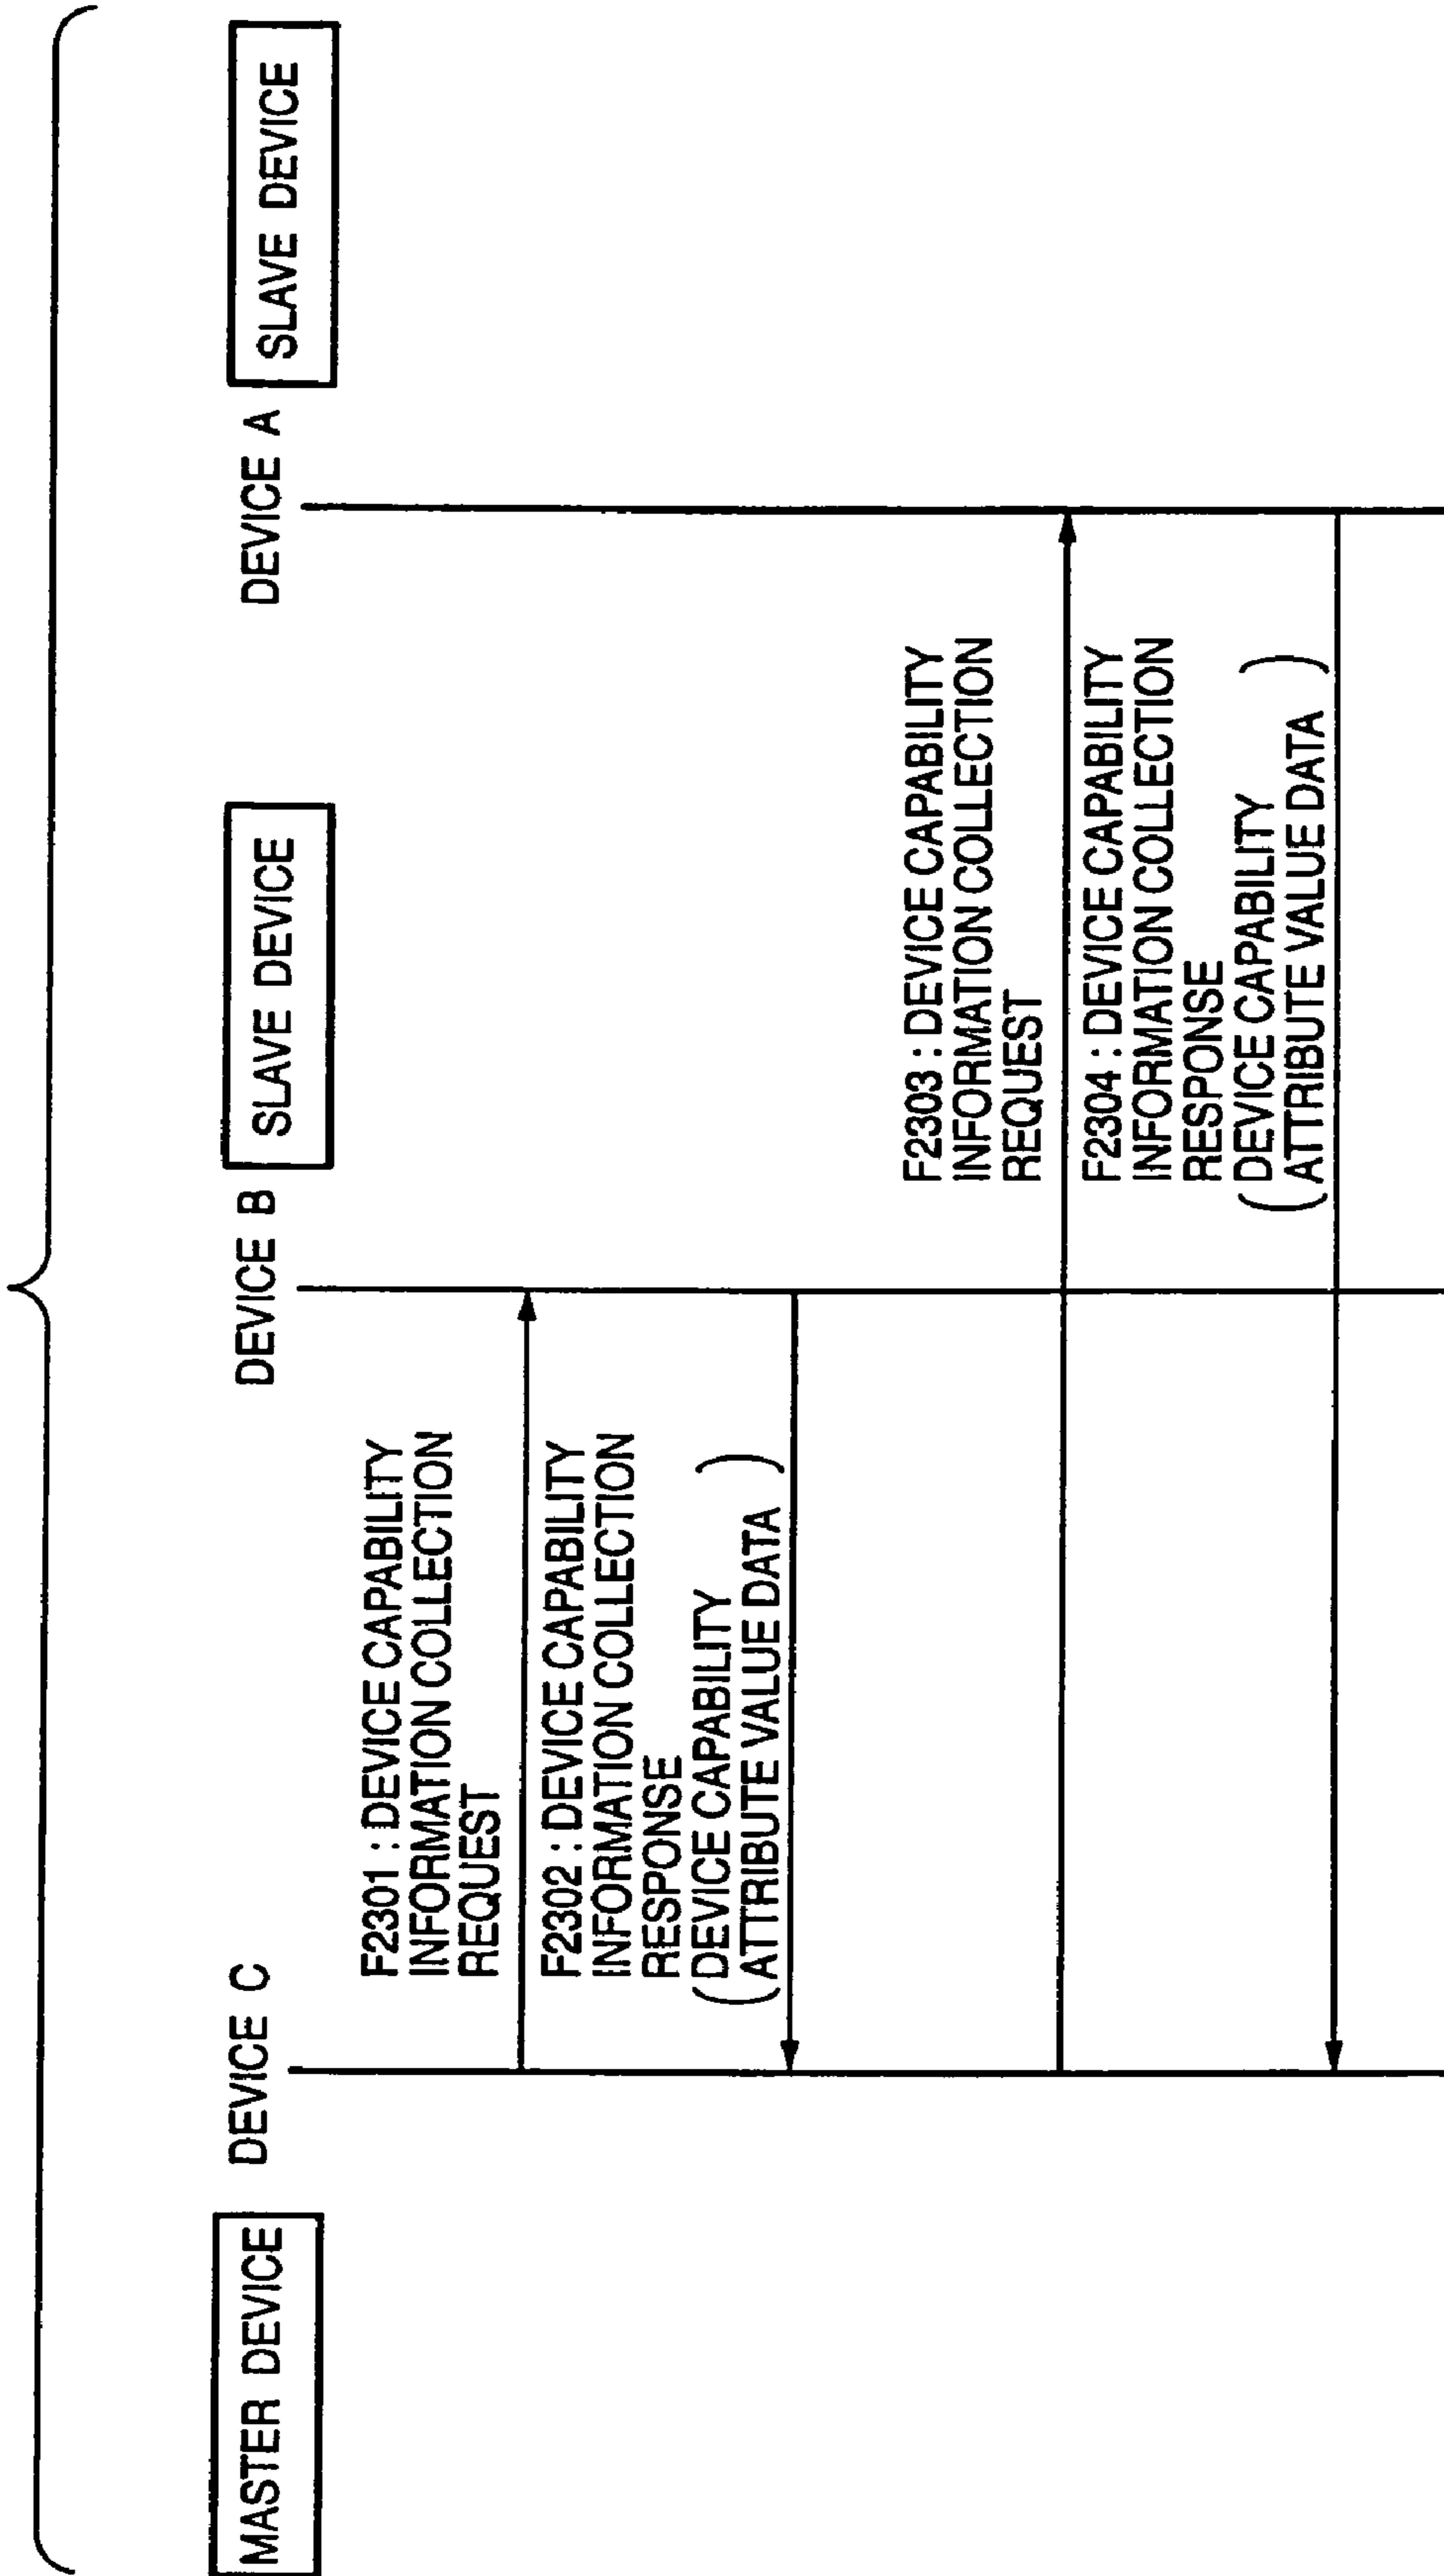 MASTER DEVICE
DEVICE C
DEVICE B
SLAVE DEVICE
DEVICE A
SLAVE DEVICE
F2301 : DEVICE CAPABILITY
INFORMATION COLLECTION
REQUEST
F2302 : DEVICE CAPABILITY
INFORMATION COLLECTION
RESPONSE
(DEVICE CAPABILITY
ATTRIBUTE VALUE DATA)
F2303 : DEVICE CAPABILITY
INFORMATION COLLECTION
REQUEST
F2304 : DEVICE CAPABILITY
INFORMATION COLLECTION
RESPONSE
(DEVICE CAPABILITY
ATTRIBUTE VALUE DATA)